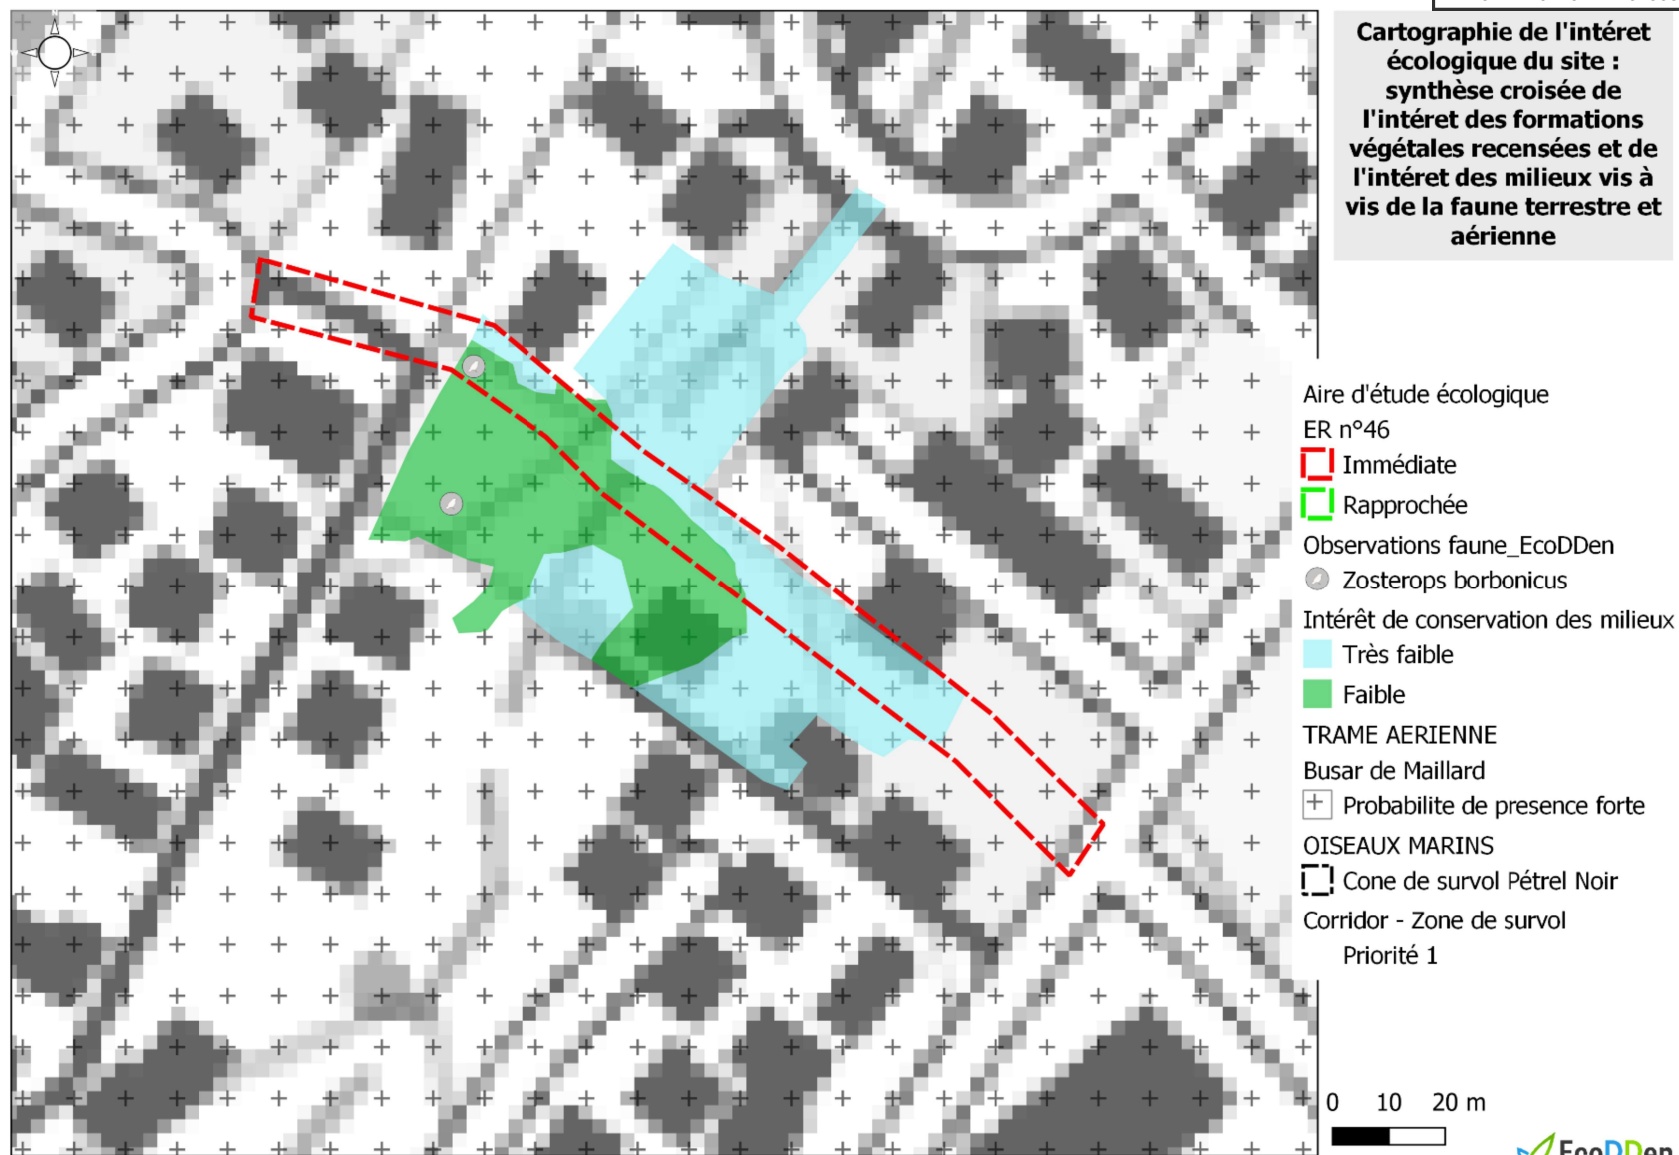 Cartographie de l'intéret
écologique du site :
synthèse croisée de
l'intéret des formations
végétales recensées et de
l'intéret des milieux vis à
vis de la faune terrestre et
aérienne
Aire d'étude écologique
ER n°46
Immédiate
Rapprochée
Observations faune_EcoDDen
Zosterops borbonicus
Intérêt de conservation des milieux
Très faible
Faible
TRAME AERIENNE
Busar de Maillard
Probabilite de presence forte
OISEAUX MARINS
Cone de survol Pétrel Noir
Corridor - Zone de survol
Priorité 1
0 10 20 m
EcoDDen